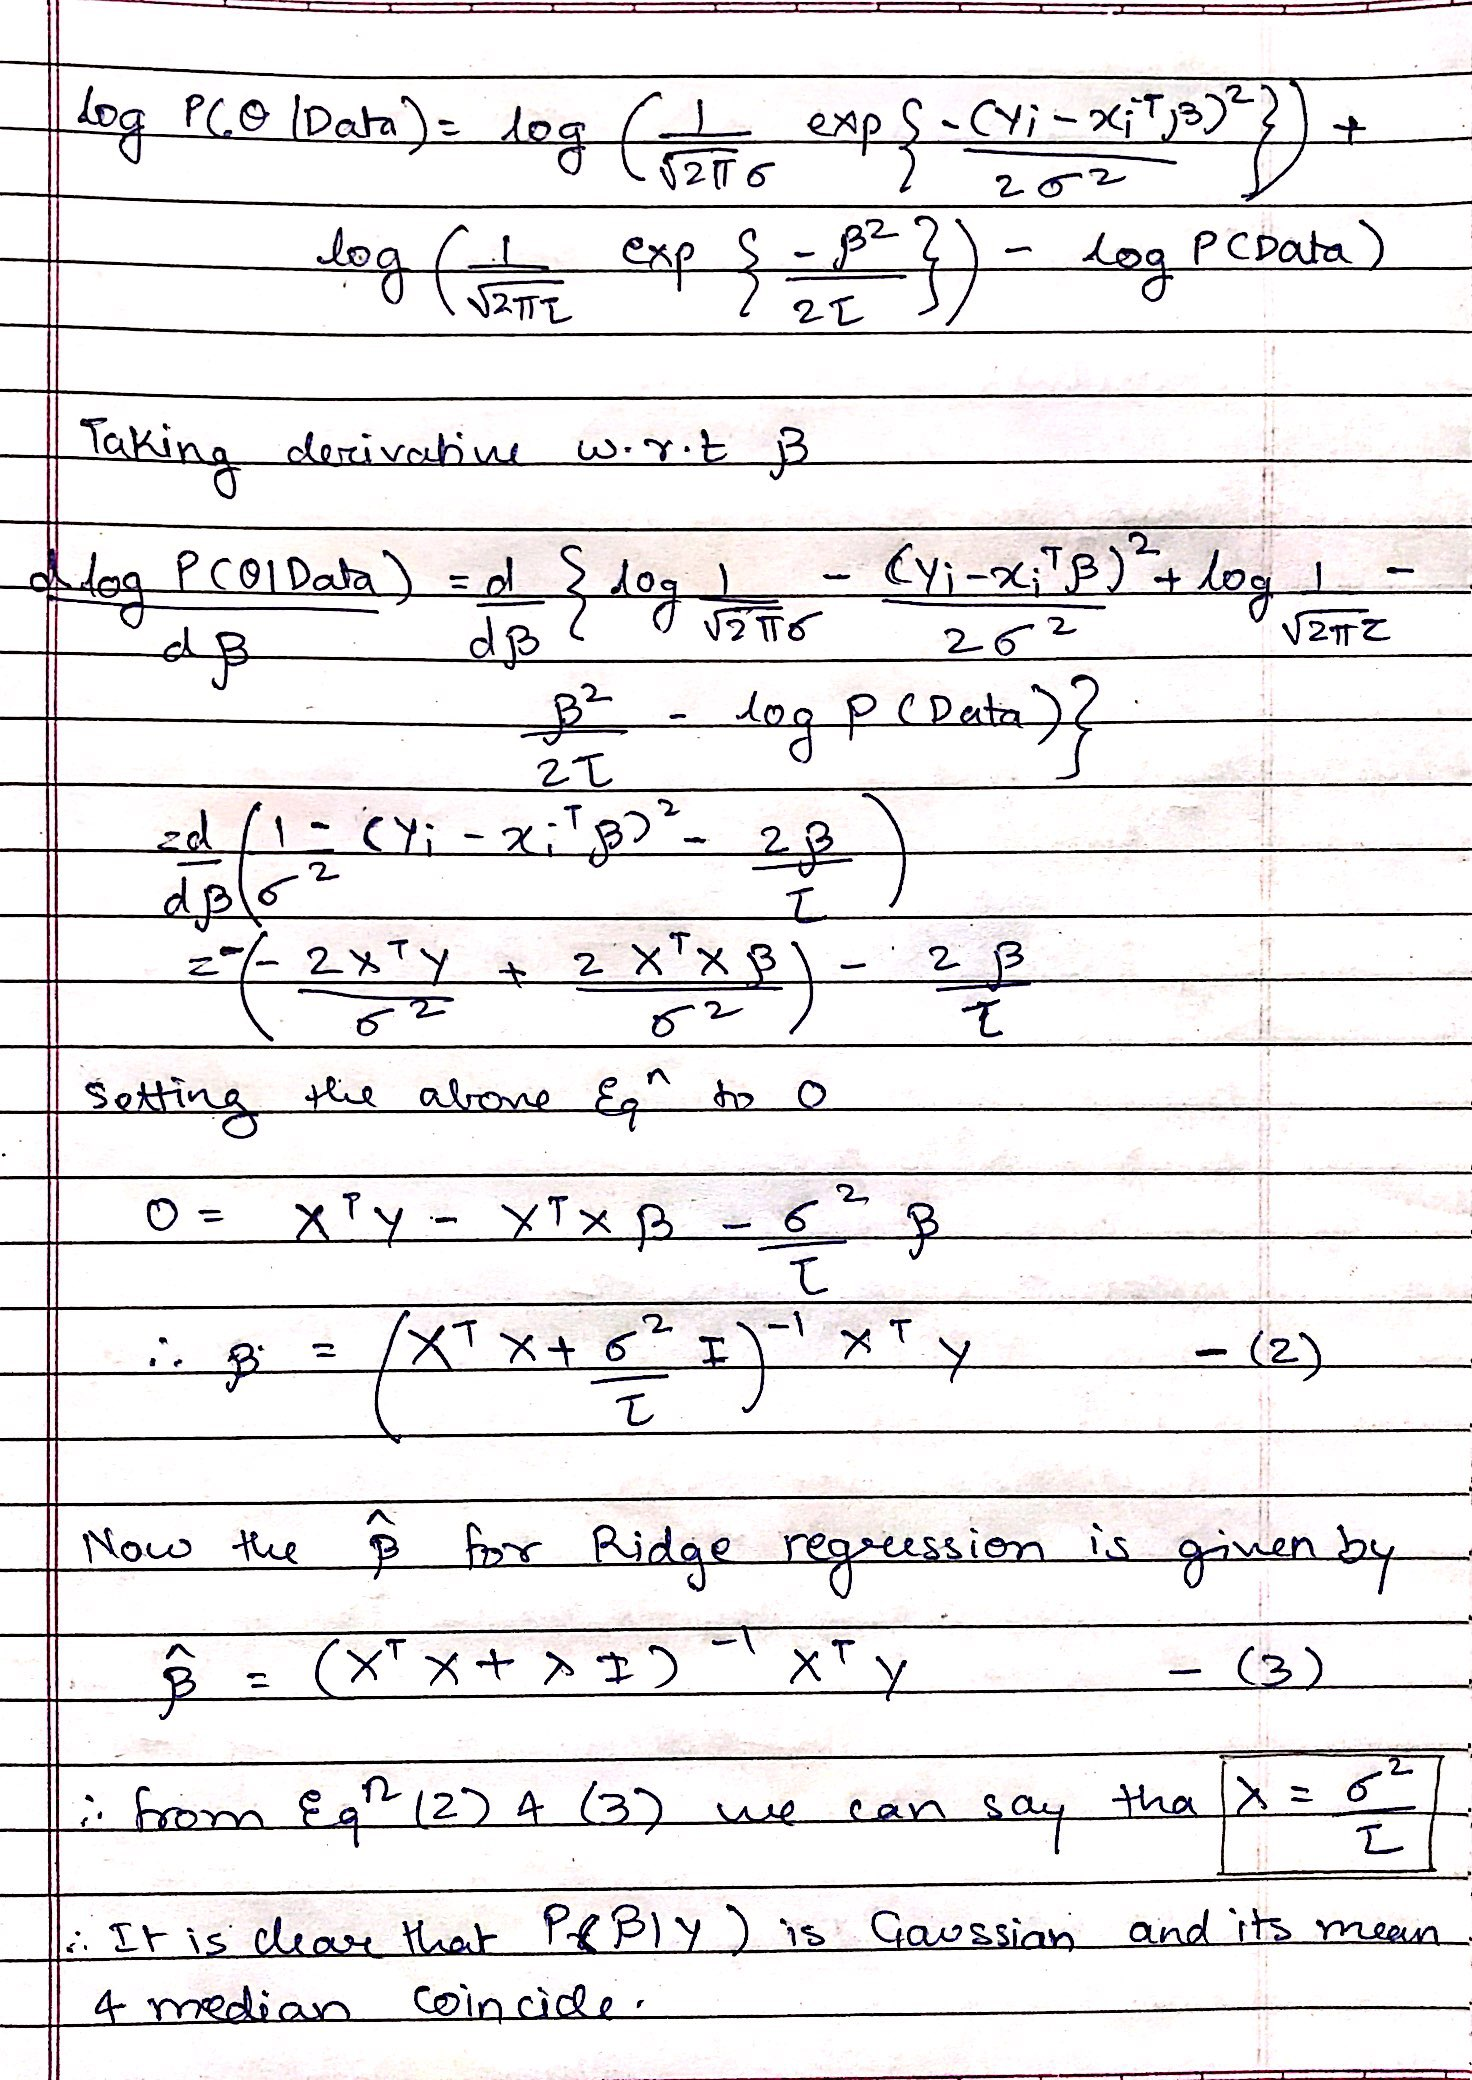 log P(θ|Data) = log (1/√2πσ exp{-(yi - xiᵀβ)²/2σ²}) +
log (1/√2πτ exp{-β²/2τ}) - log P(Data)
Taking derivative w.r.t β
d log P(θ|Data)/dβ = d/dβ { log 1/√2πσ - (yi - xiᵀβ)²/2σ² + log 1/√2πτ -
β²/2τ - log P(Data)}
= d/dβ (1/σ² - (yi - xiᵀβ)² - 2β/τ)
= -(-2XᵀY/σ² + 2XᵀXβ/σ²) - 2β/τ
Setting the above Eqⁿ to 0
0 = XᵀY - XᵀXβ - σ²/τ β
∴ β = (XᵀX + σ²/τ I)⁻¹ XᵀY - (2)
Now the β̂ for Ridge regression is given by
β̂ = (XᵀX + λI)⁻¹ XᵀY - (3)
∴ from Eqⁿ (2) & (3) we can say tha λ = σ²/τ
∴ It is clear that P(β|Y) is Gaussian and its mean
& median coincide.